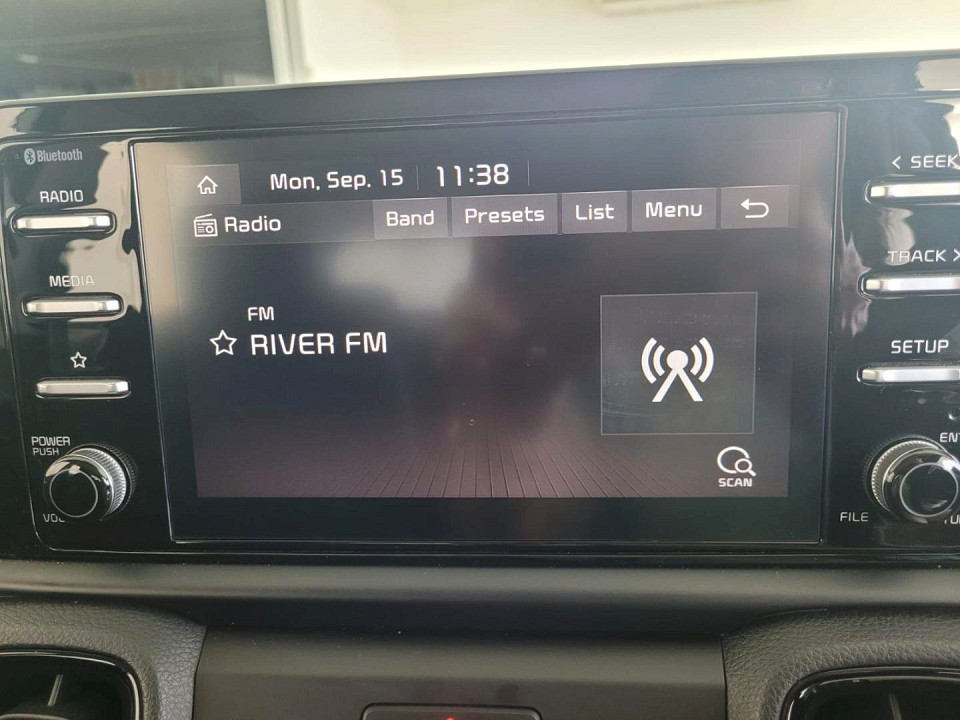 Bluetooth
RADIO
MEDIA
POWER
PUSH
VOL
Mon, Sep. 15 11:38
Radio Band Presets List Menu
FM
RIVER FM
SCAN
< SEEK
TRACK >
SETUP
FILE